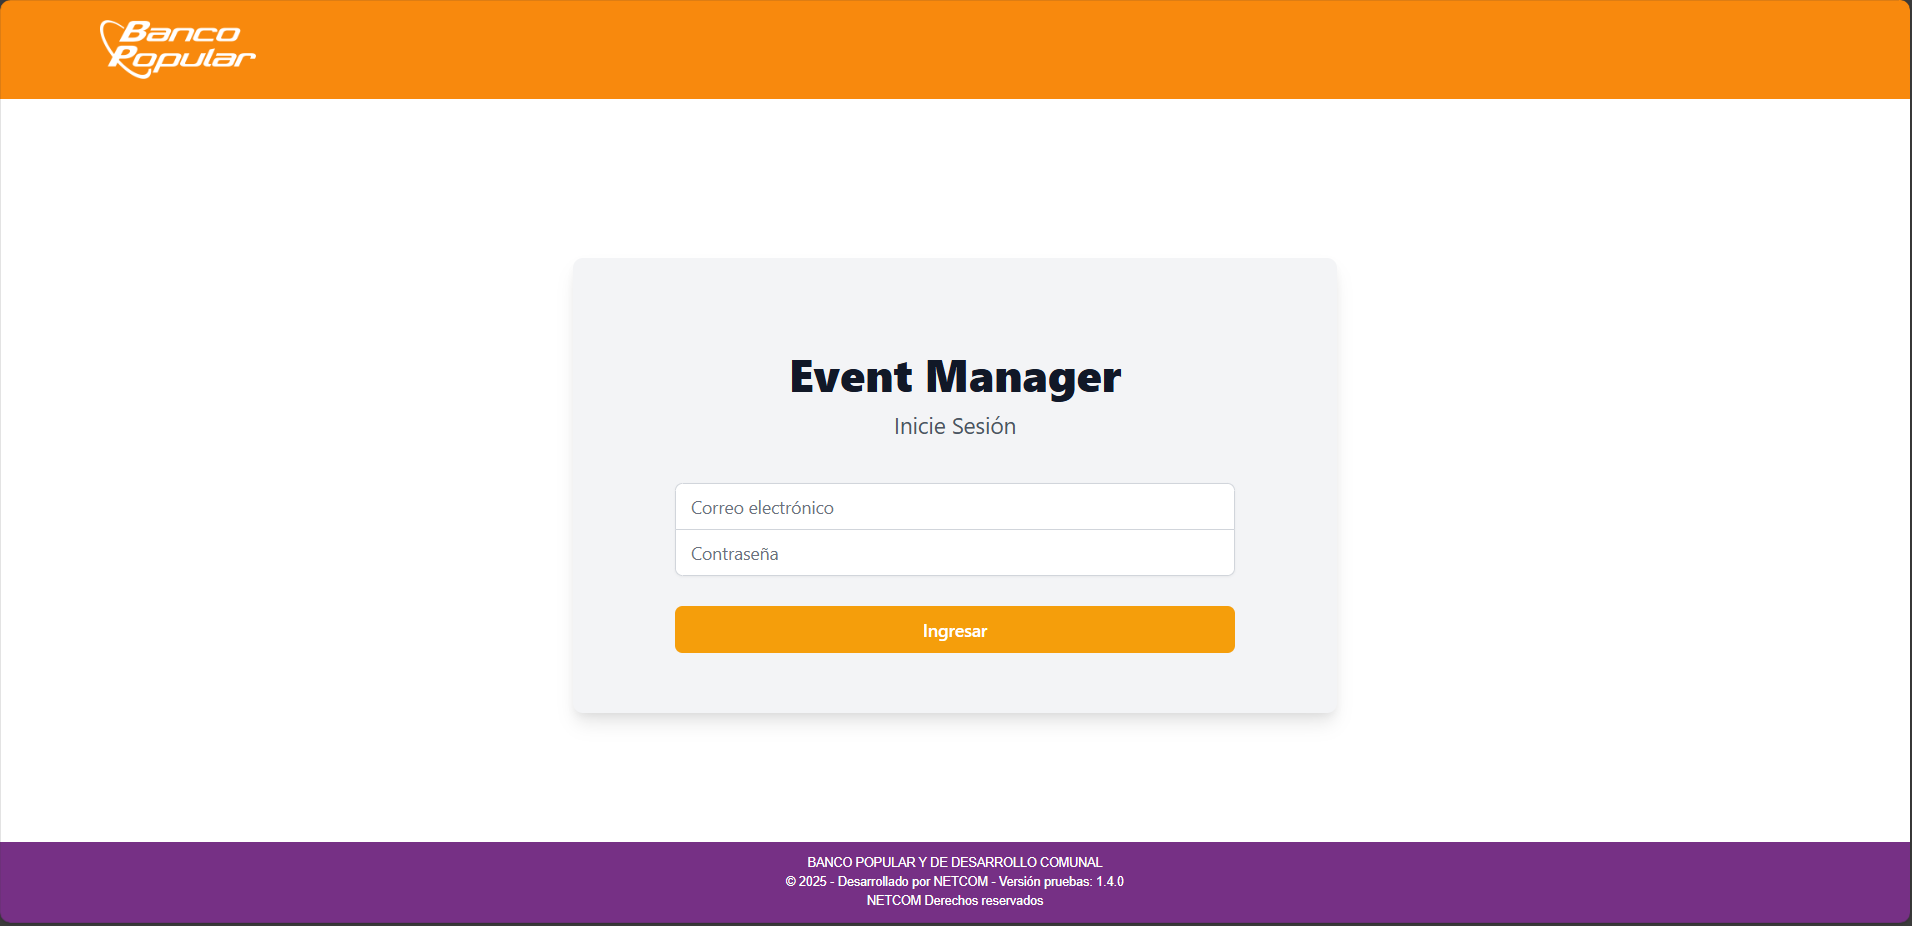 Banco
Popular
Event Manager
Inicie Sesión
Correo electrónico
Contraseña
Ingresar
BANCO POPULAR Y DE DESARROLLO COMUNAL
© 2025 - Desarrollado por NETCOM - Versión pruebas: 1.4.0
NETCOM Derechos reservados